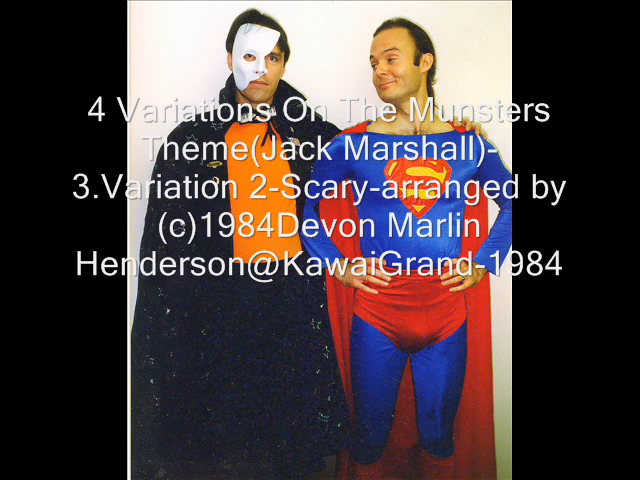 4 Variations On The Munsters
Theme(Jack Marshall)-
3.Variation 2-Scary-arranged by
(c)1984Devon Marlin
Henderson@KawaiGrand-1984